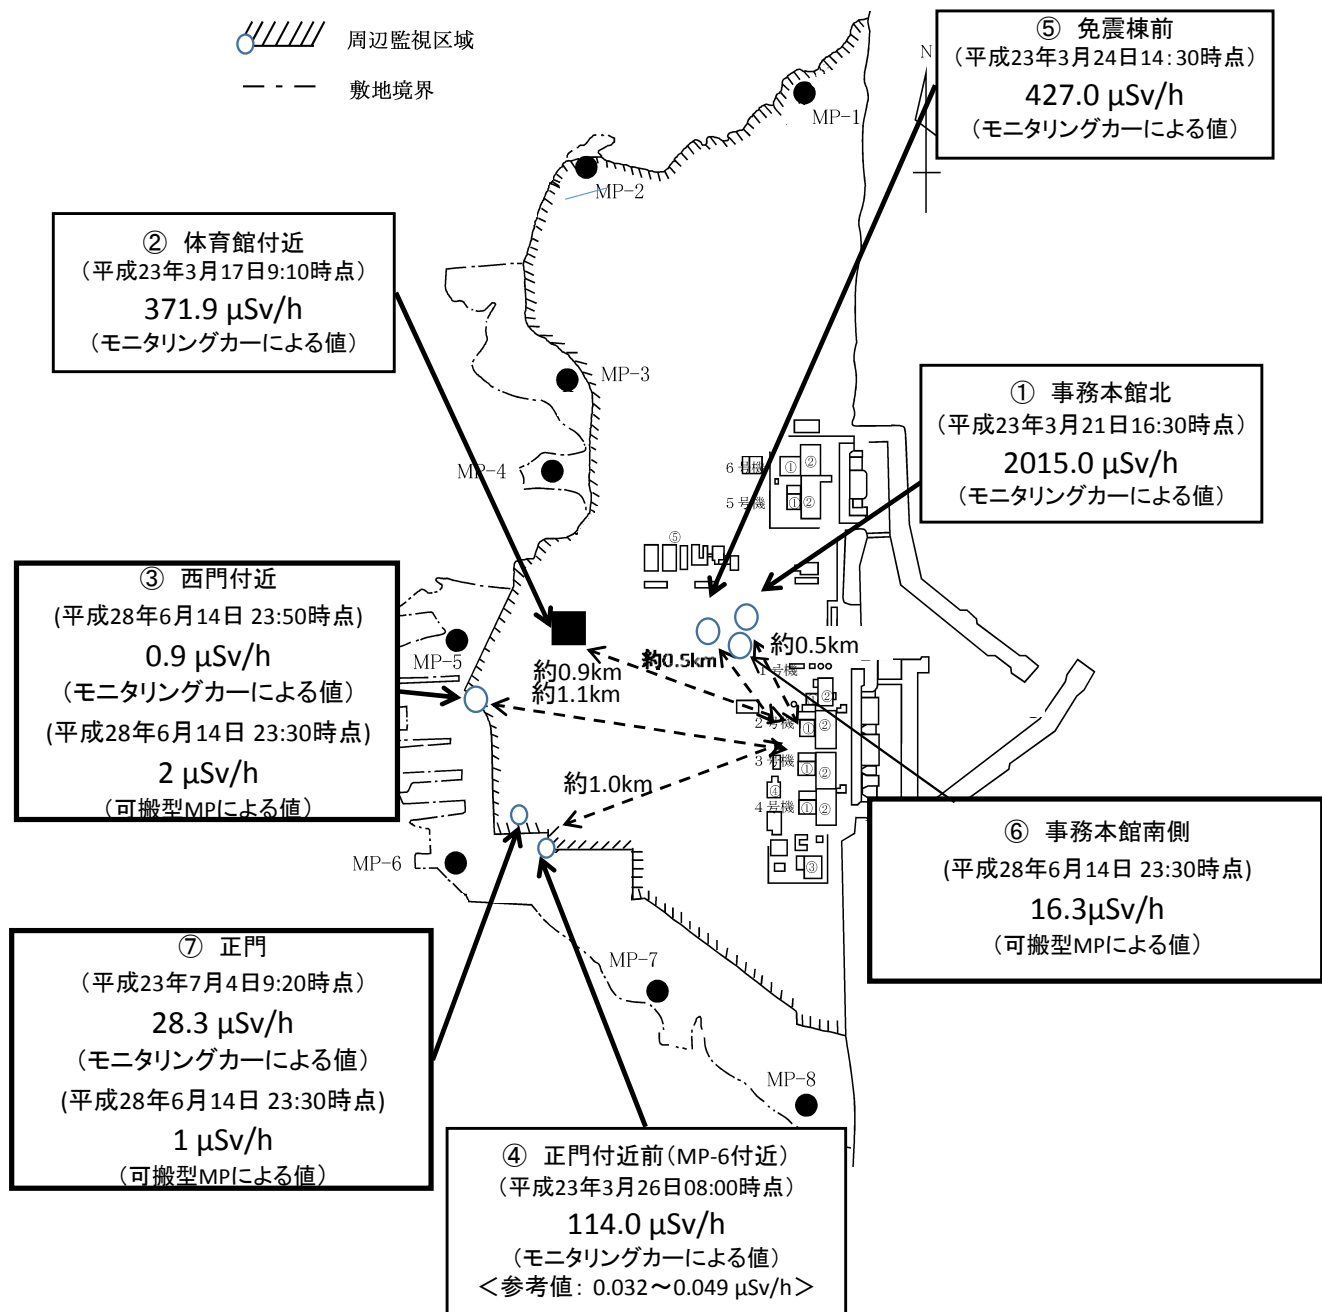 周辺監視区域
敷地境界
N
⑤ 免震棟前
（平成23年3月24日14:30時点）
427.0 μSv/h
（モニタリングカーによる値）
MP-1
MP-2
② 体育館付近
（平成23年3月17日9:10時点）
371.9 μSv/h
（モニタリングカーによる値）
MP-3
MP-4
① 事務本館北
（平成23年3月21日16:30時点）
2015.0 μSv/h
（モニタリングカーによる値）
6号機
①
②
5号機
①
②
⑤
③ 西門付近
(平成28年6月14日 23:50時点)
0.9 μSv/h
（モニタリングカーによる値）
(平成28年6月14日 23:30時点)
2 μSv/h
（可搬型MPによる値）
MP-5
約0.9km
約1.1km
約0.5km
約0.5km
1号機
②
2号機
①
②
3号機
①
②
④
4号機
①
②
③
約1.0km
MP-6
⑥ 事務本館南側
(平成28年6月14日 23:30時点)
16.3μSv/h
（可搬型MPによる値）
⑦ 正門
（平成23年7月4日9:20時点）
28.3 μSv/h
（モニタリングカーによる値）
(平成28年6月14日 23:30時点)
1 μSv/h
（可搬型MPによる値）
MP-7
MP-8
④ 正門付近前（MP-6付近）
（平成23年3月26日08:00時点）
114.0 μSv/h
（モニタリングカーによる値）
＜参考値: 0.032～0.049 μSv/h＞